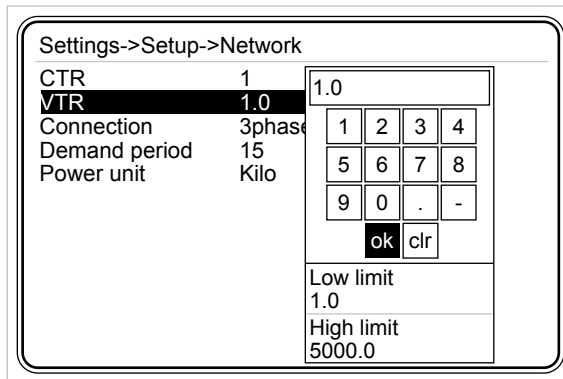 Settings->Setup->Network
CTR 1
VTR 1.0
Connection 3phase
Demand period 15
Power unit Kilo
1.0
1 2 3 4
5 6 7 8
9 0 . -
ok clr
Low limit
1.0
High limit
5000.0